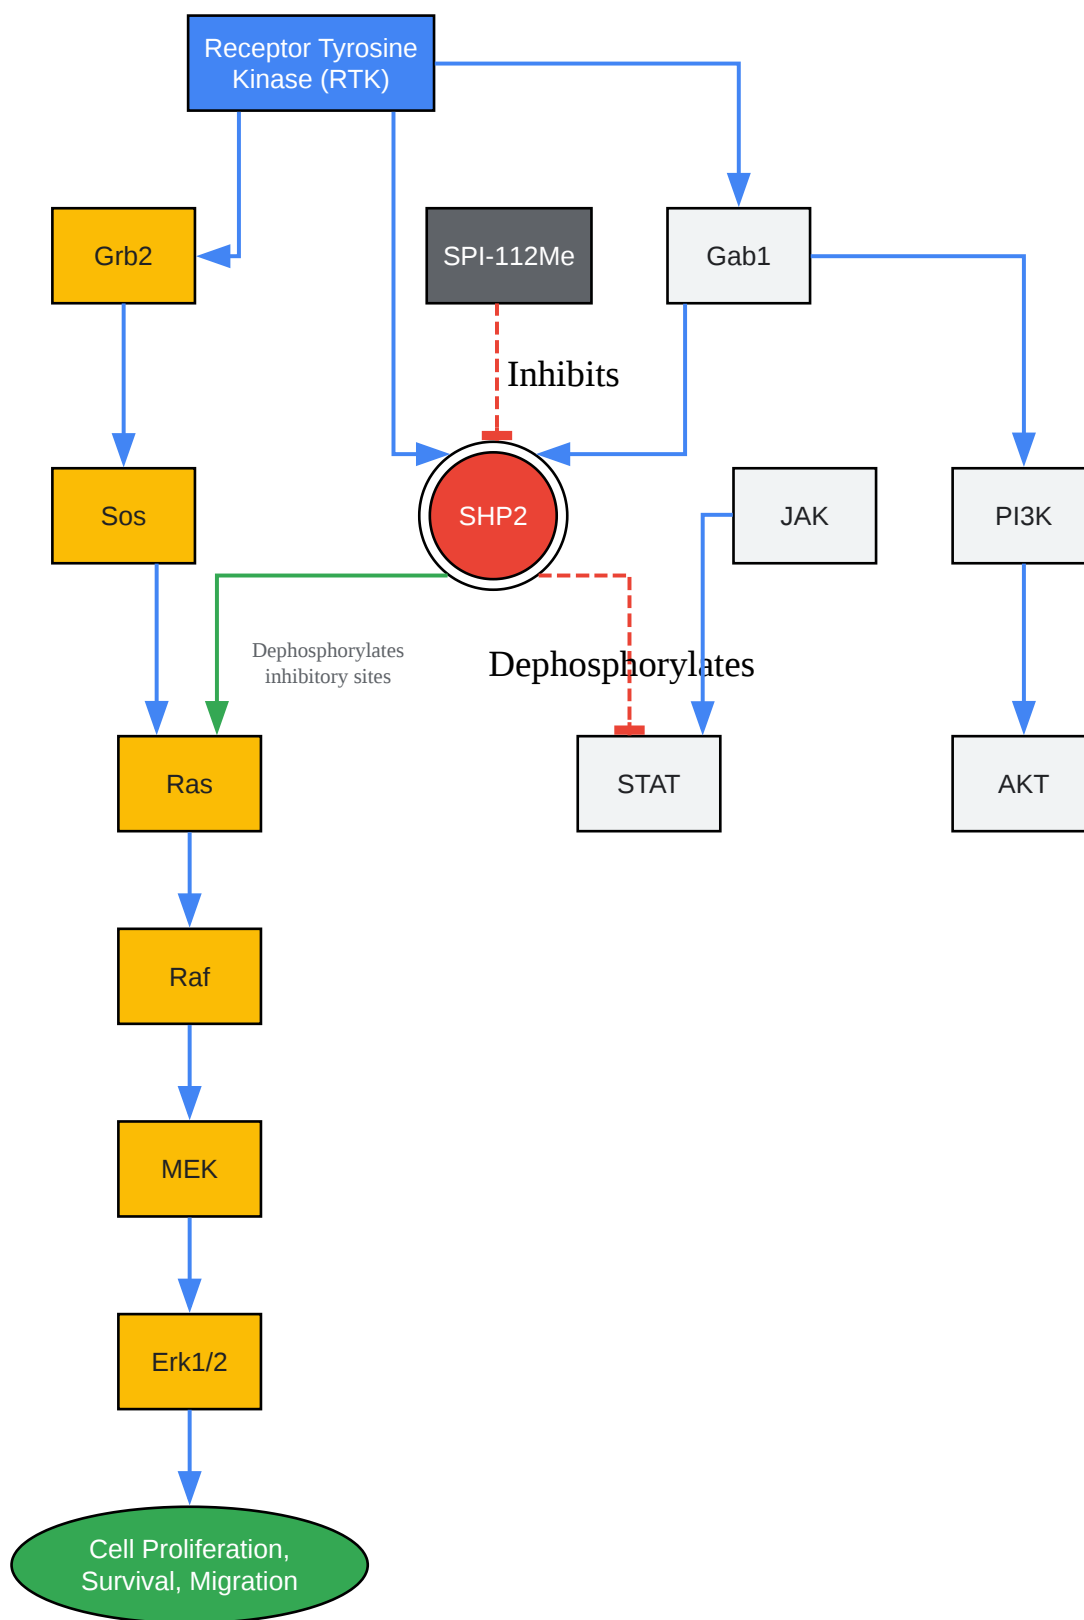 Receptor Tyrosine
Kinase (RTK)
Grb2
SPI-112Me
Gab1
Inhibits
Sos
SHP2
JAK
PI3K
Dephosphorylates
inhibitory sites
Dephosphorylates
Ras
STAT
AKT
Raf
MEK
Erk1/2
Cell Proliferation,
Survival, Migration